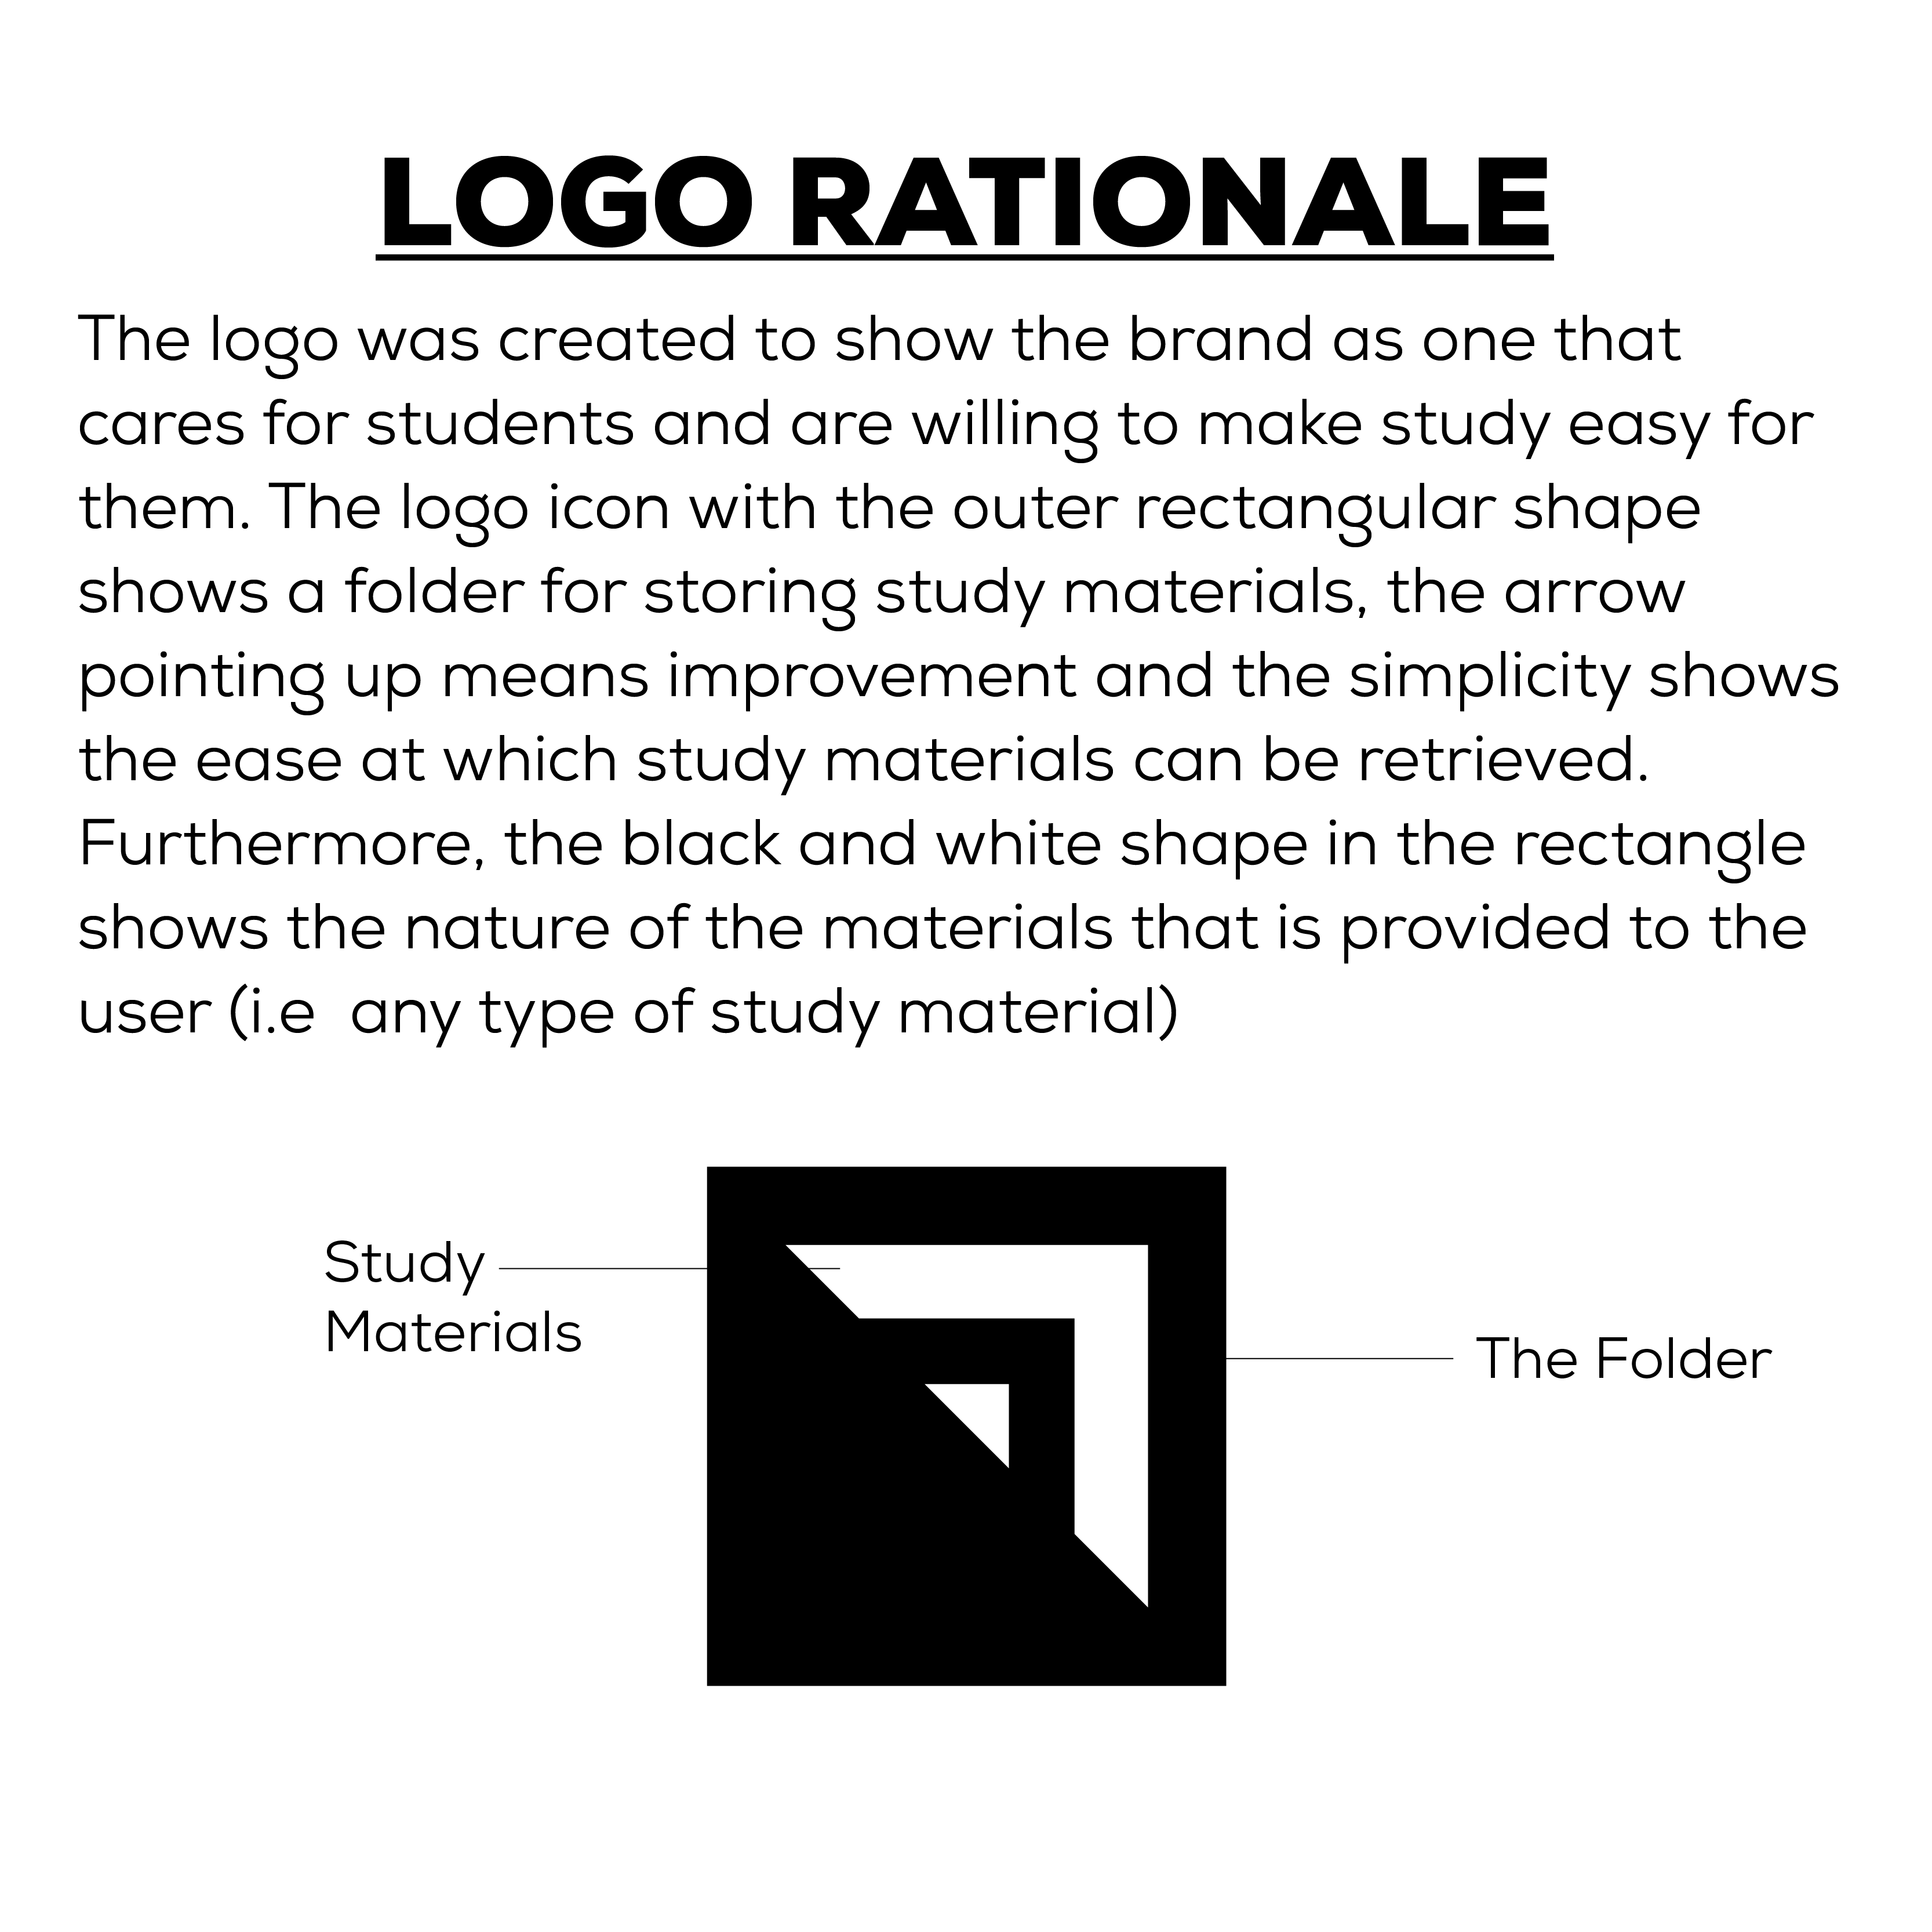 LOGO RATIONALE
The logo was created to show the brand as one that
cares for students and are willing to make study easy for
them. The logo icon with the outer rectangular shape
shows a folder for storing study materials, the arrow
pointing up means improvement and the simplicity shows
the ease at which study materials can be retrieved.
Furthermore, the black and white shape in the rectangle
shows the nature of the materials that is provided to the
user (i.e  any type of study material)
Study
Materials
The Folder